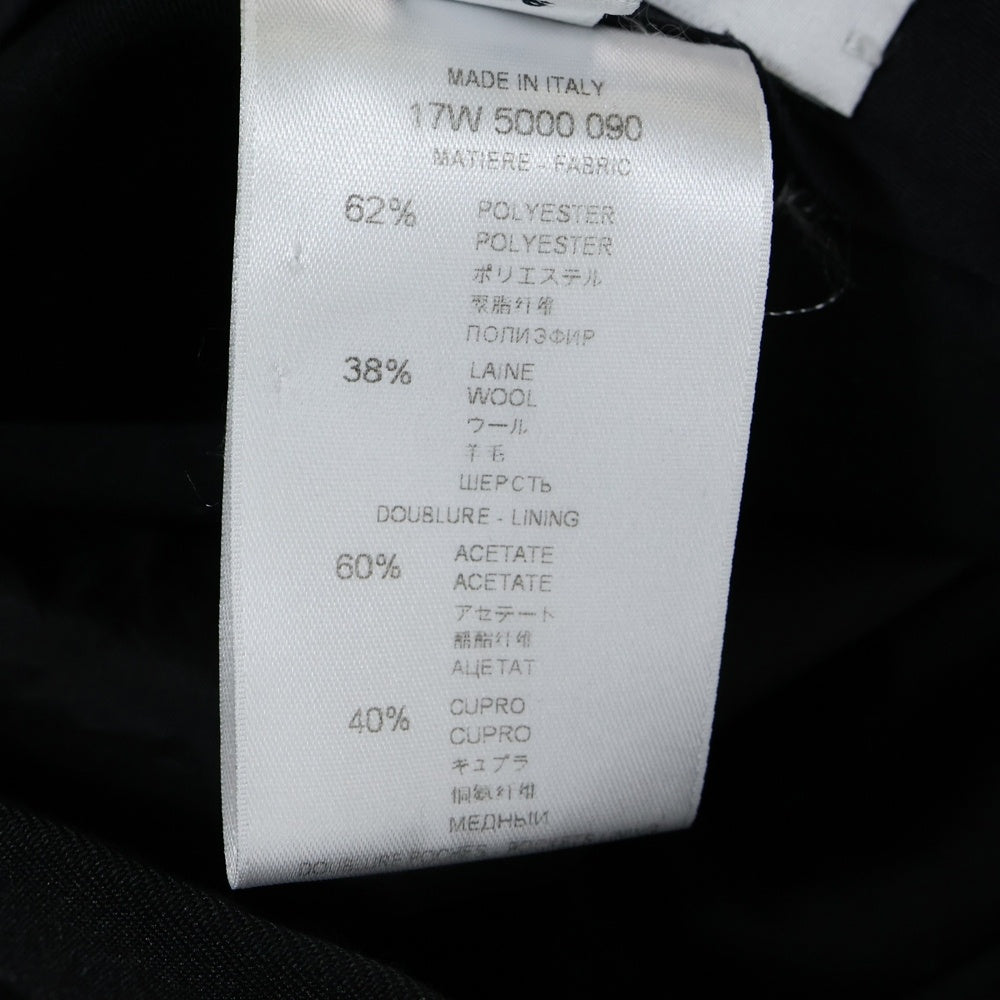 MADE IN ITALY
17W 5000 090
MATIERE - FABRIC
62% POLYESTER
POLYESTER
ポリエステル
聚脂纤维
ПОЛИЭФИР
38% LAINE
WOOL
ウール
羊毛
ШЕРСТЬ
DOUBLURE - LINING
60% ACETATE
ACETATE
アセテート
醋酯纤维
АЦЕТАТ
40% CUPRO
CUPRO
キュプラ
铜氨纤维
МЕДНЫЙ
DOUBLURE POCHES